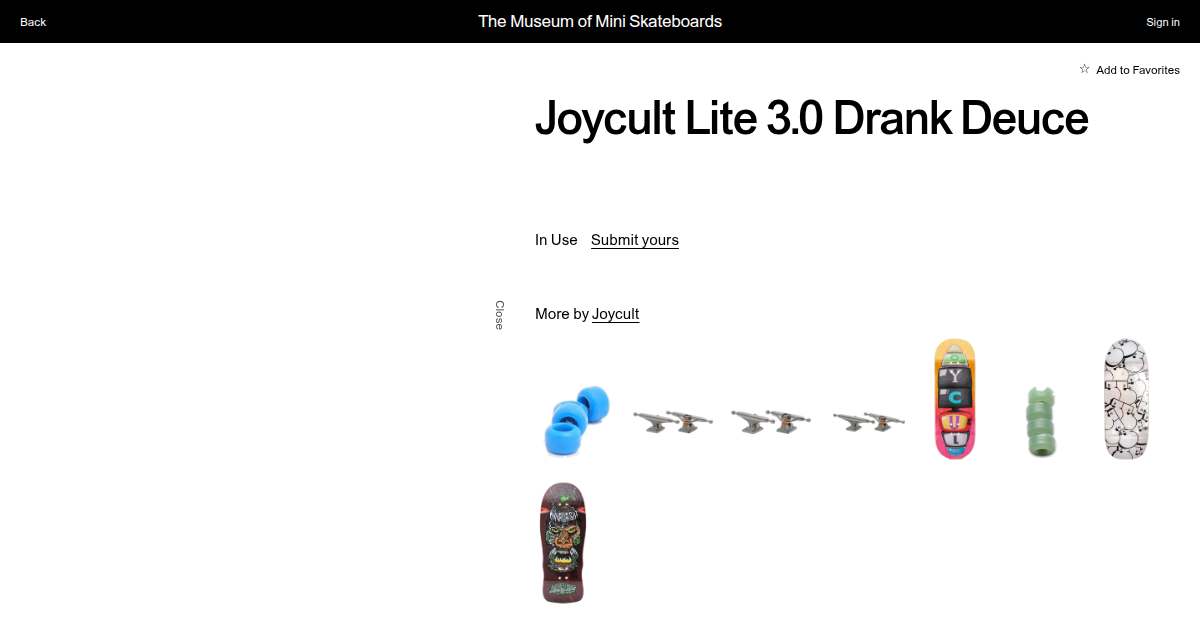 Back
The Museum of Mini Skateboards
Sign in
☆ Add to Favorites
Joycult Lite 3.0 Drank Deuce
In Use Submit yours
Close
More by Joycult
Y
C
L